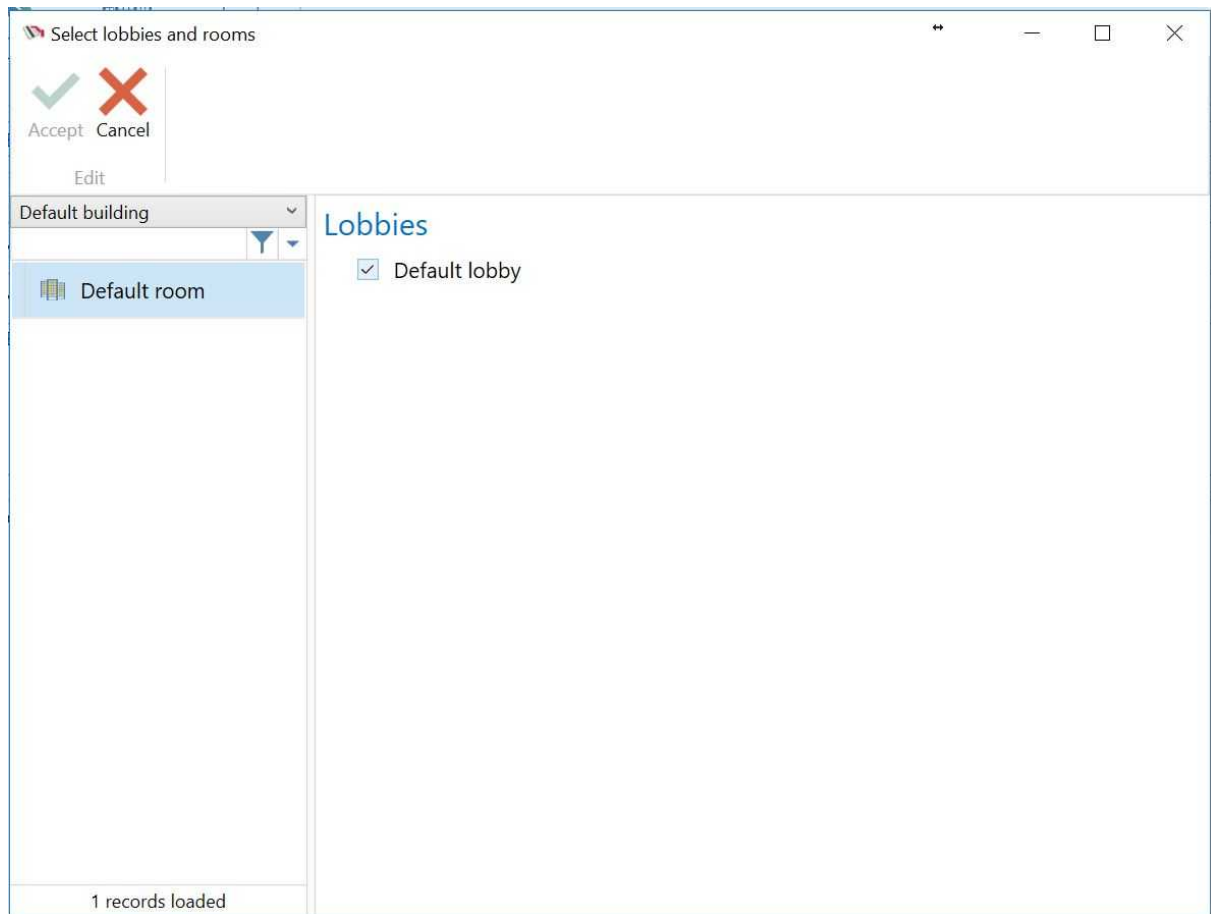 Select lobbies and rooms
Accept Cancel
Edit
Default building
Lobbies
Default lobby
Default room
1 records loaded